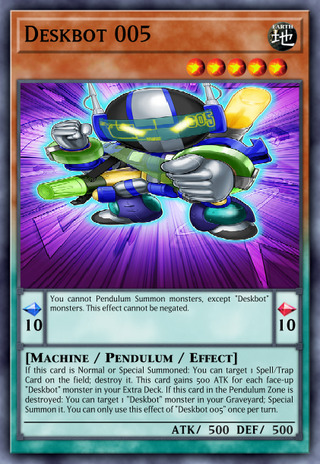 Deskbot 005
EARTH
地
005
You cannot Pendulum Summon monsters, except "Deskbot"
monsters. This effect cannot be negated.
10
10
[Machine / Pendulum / Effect]
If this card is Normal or Special Summoned: You can target 1 Spell/Trap
Card on the field; destroy it. This card gains 500 ATK for each face-up
"Deskbot" monster in your Extra Deck. If this card in the Pendulum Zone is
destroyed: You can target 1 "Deskbot" monster in your Graveyard; Special
Summon it. You can only use this effect of "Deskbot 005" once per turn.
ATK/ 500 DEF/ 500